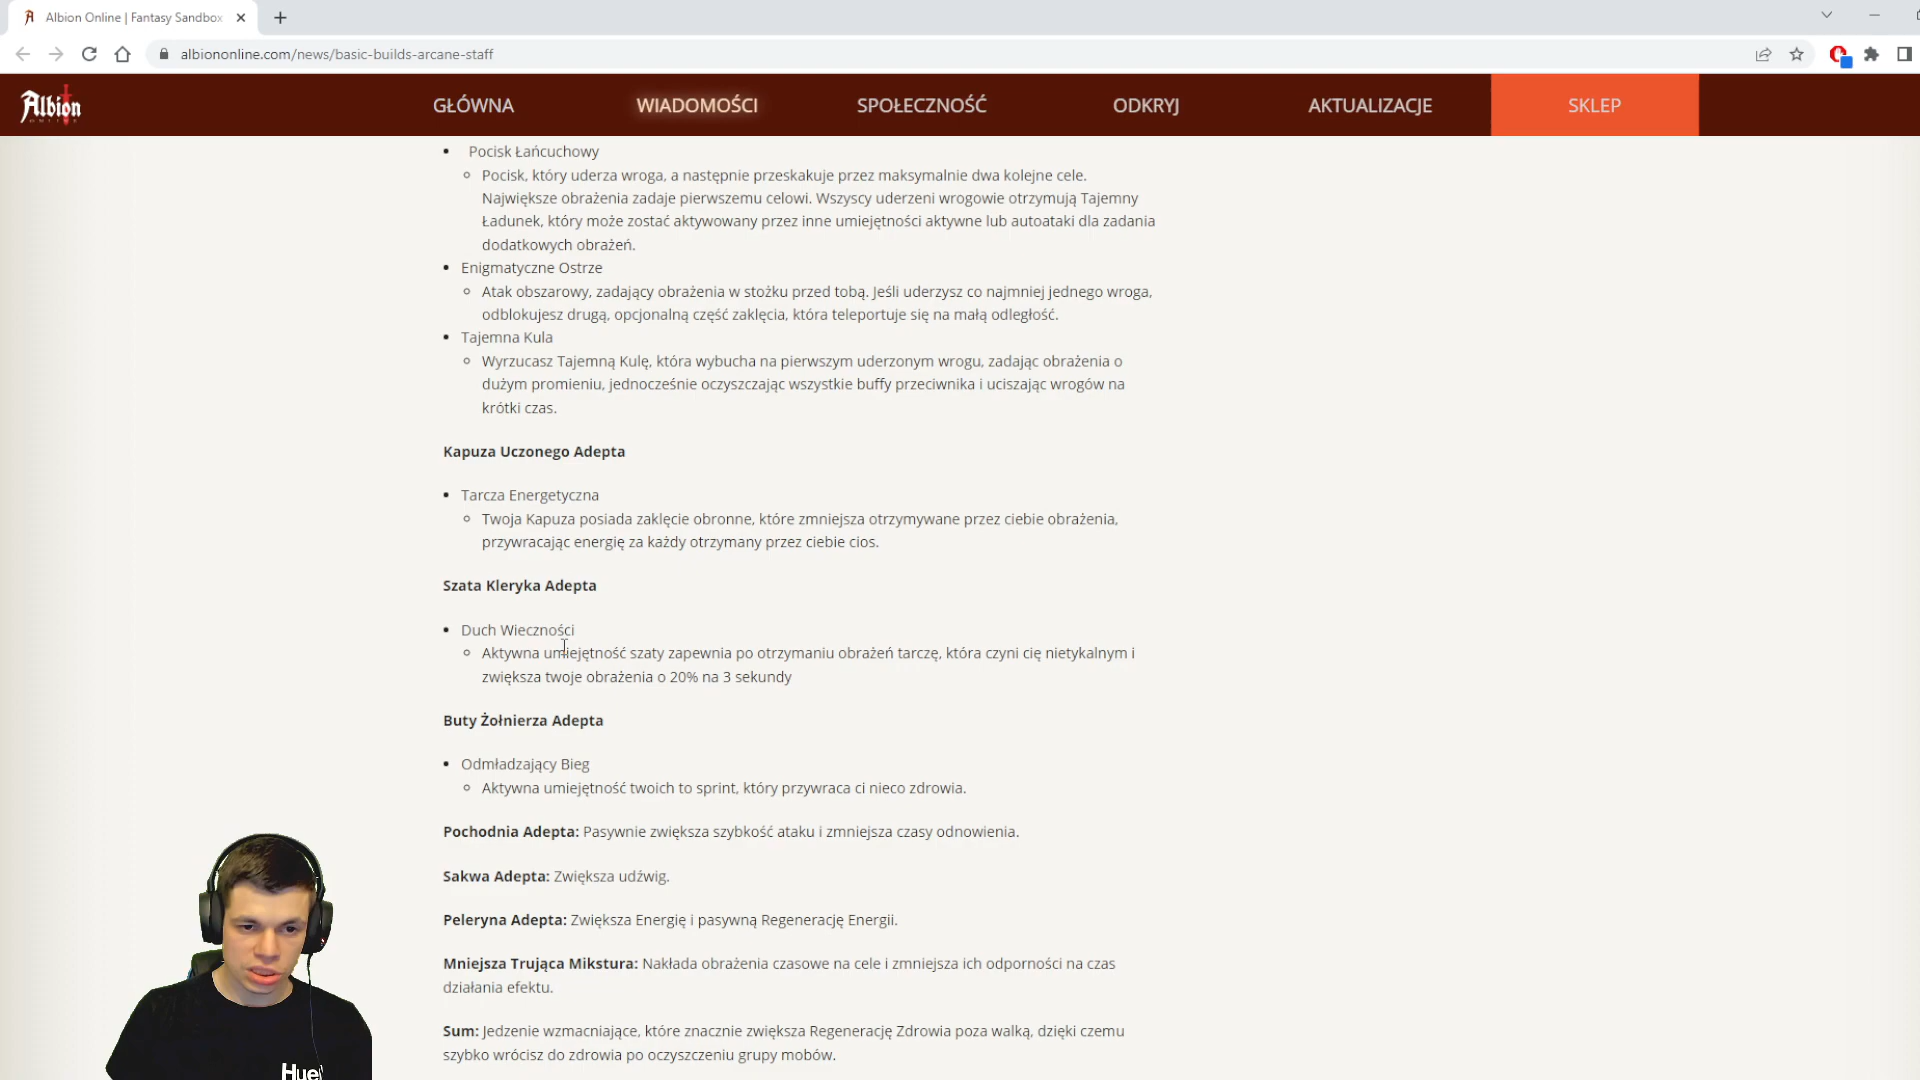 Albion Online | Fantasy Sandbox
albiononline.com/news/basic-builds-arcane-staff
Albion
ONLINE
GŁÓWNA
WIADOMOŚCI
SPOŁECZNOŚĆ
ODKRYJ
AKTUALIZACJE
SKLEP
Pocisk Łańcuchowy
Pocisk, który uderza wroga, a następnie przeskakuje przez maksymalnie dwa kolejne cele.
Największe obrażenia zadaje pierwszemu celowi. Wszyscy uderzeni wrogowie otrzymują Tajemny
Ładunek, który może zostać aktywowany przez inne umiejętności aktywne lub autoataki dla zadania
dodatkowych obrażeń.
Enigmatyczne Ostrze
Atak obszarowy, zadający obrażenia w stożku przed tobą. Jeśli uderzysz co najmniej jednego wroga,
odblokujesz drugą, opcjonalną część zaklęcia, która teleportuje się na małą odległość.
Tajemna Kula
Wyrzucasz Tajemną Kulę, która wybucha na pierwszym uderzonym wrogu, zadając obrażenia o
dużym promieniu, jednocześnie oczyszczając wszystkie buffy przeciwnika i uciszając wrogów na
krótki czas.
Kapuza Uczonego Adepta
Tarcza Energetyczna
Twoja Kapuza posiada zaklęcie obronne, które zmniejsza otrzymywane przez ciebie obrażenia,
przywracając energię za każdy otrzymany przez ciebie cios.
Szata Kleryka Adepta
Duch Wieczności
Aktywna umiejętność szaty zapewnia po otrzymaniu obrażeń tarczę, która czyni cię nietykalnym i
zwiększa twoje obrażenia o 20% na 3 sekundy
Buty Żołnierza Adepta
Odmładzający Bieg
Aktywna umiejętność twoich to sprint, który przywraca ci nieco zdrowia.
Pochodnia Adepta: Pasywnie zwiększa szybkość ataku i zmniejsza czasy odnowienia.
Sakwa Adepta: Zwiększa udźwig.
Peleryna Adepta: Zwiększa Energię i pasywną Regenerację Energii.
Mniejsza Trująca Mikstura: Nakłada obrażenia czasowe na cele i zmniejsza ich odporności na czas
działania efektu.
Sum: Jedzenie wzmacniające, które znacznie zwiększa Regenerację Zdrowia poza walką, dzięki czemu
szybko wrócisz do zdrowia po oczyszczeniu grupy mobów.